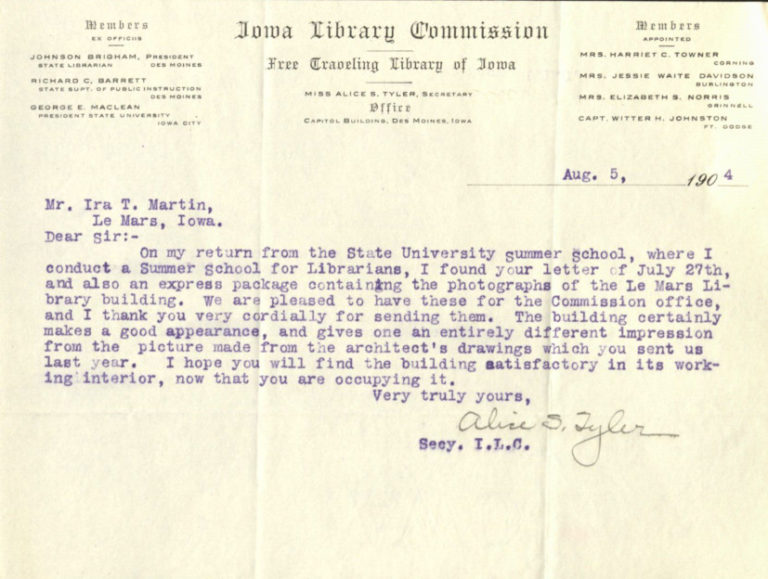 Members
EX OFFICIIS
JOHNSON BRIGHAM, PRESIDENT
STATE LIBRARIAN DES MOINES
RICHARD C. BARRETT
STATE SUPT. OF PUBLIC INSTRUCTION
DES MOINES
GEORGE E. MACLEAN
PRESIDENT STATE UNIVERSITY
IOWA CITY
Iowa Library Commission
Free Traveling Library of Iowa
MISS ALICE S. TYLER, SECRETARY
Office
CAPITOL BUILDING, DES MOINES, IOWA
Members
APPOINTED
MRS. HARRIET C. TOWNER
CORNING
MRS. JESSIE WAITE DAVIDSON
BURLINGTON
MRS. ELIZABETH S. NORRIS
GRINNELL
CAPT. WITTER H. JOHNSTON
FT. DODGE
Aug. 5, 1904
Mr. Ira T. Martin,
Le Mars, Iowa.
Dear Sir:-
On my return from the State University summer School, where I
conduct a Summer School for Librarians, I found your letter of July 27th,
and also an express package containing the photographs of the Le Mars Li-
brary building. We are pleased to have these for the Commission office,
and I thank you very cordially for sending them. The building certainly
makes a good appearance, and gives one an entirely different impression
from the picture made from the architect's drawings which you sent us
last year. I hope you will find the building satisfactory in its work-
ing interior, now that you are occupying it.
Very truly yours,
Alice S. Tyler
Secy. I.L.C.